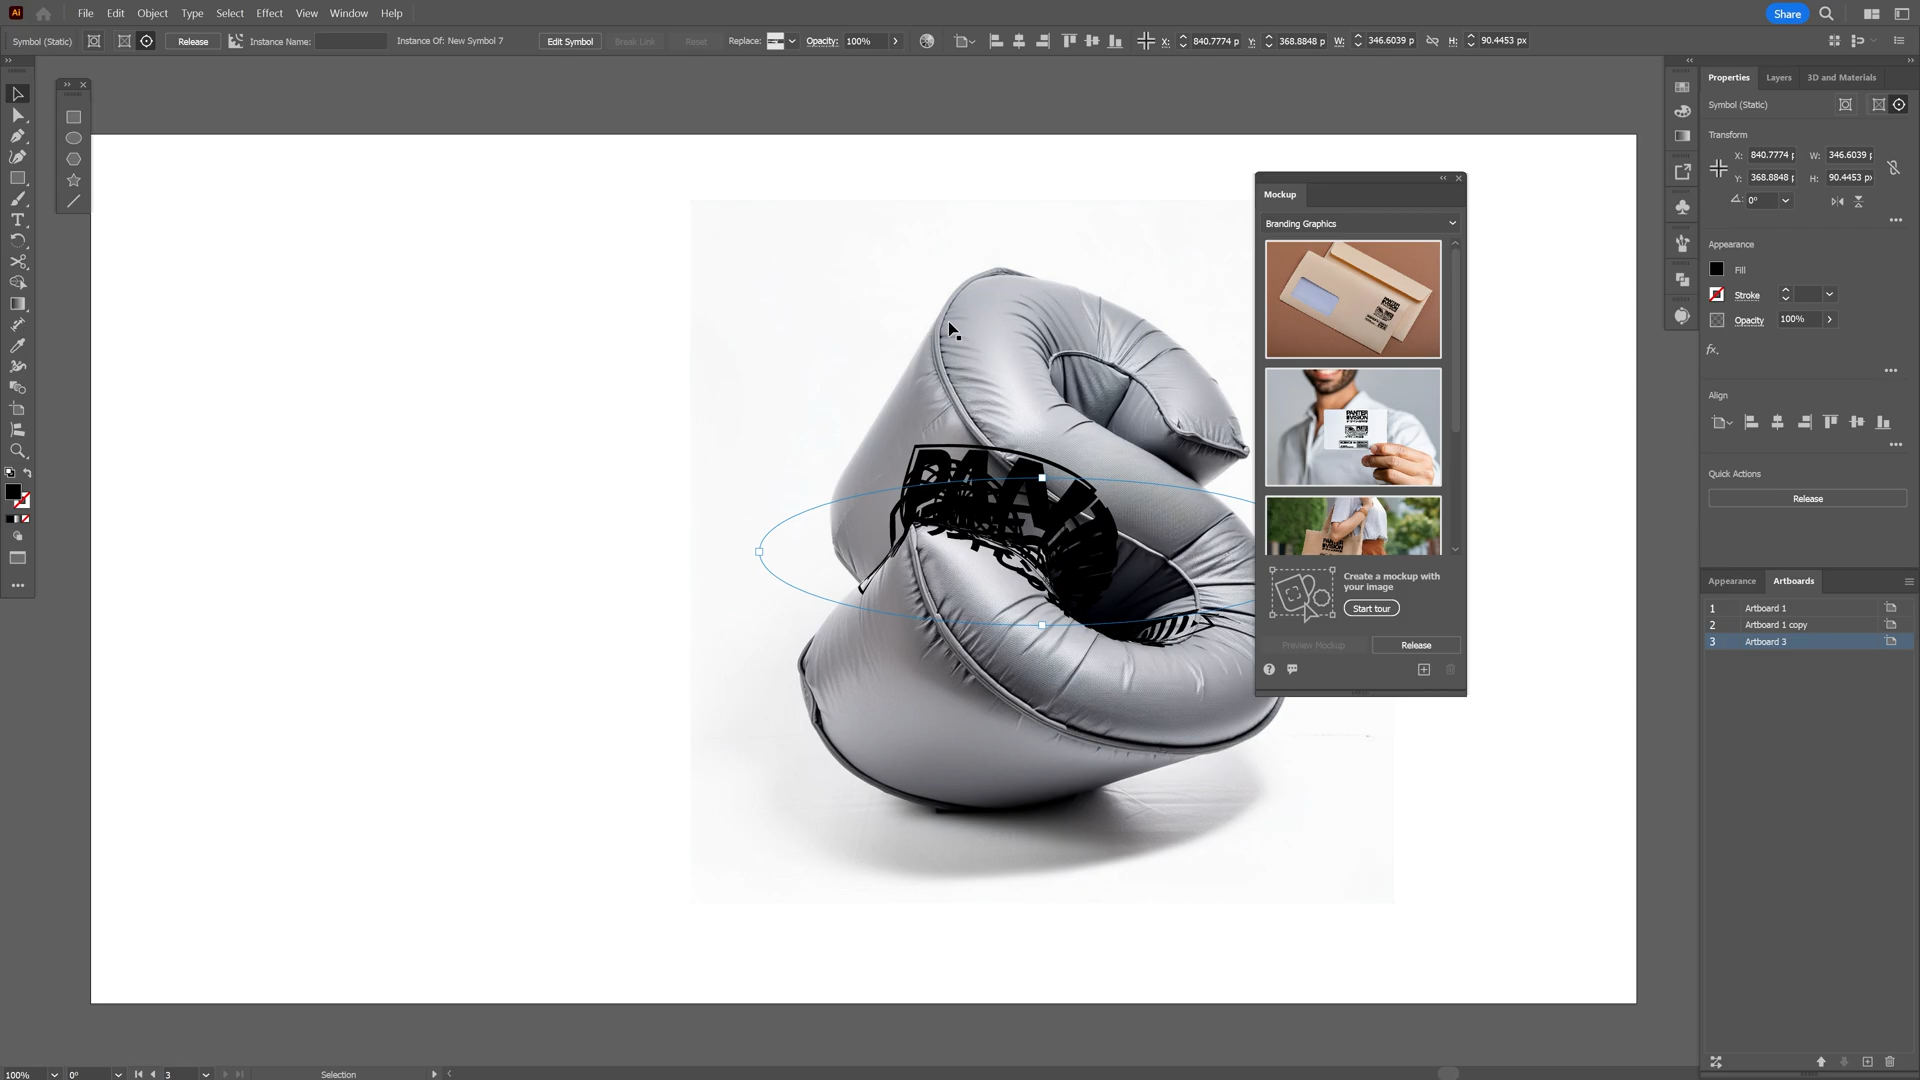 Ai File Edit Object Type Select Effect View Window Help Share
Symbol (Static) Release Instance Name: Instance Of: New Symbol 7 Edit Symbol Break Link Reset Replace: Opacity: 100% X: 840.7774 p Y: 368.8848 p W: 346.6039 p H: 90.4453 px
Mockup
Branding Graphics
Create a mockup with
your image
Start tour
Preview Mockup Release
Properties Layers 3D and Materials
Symbol (Static)
Transform
X: 840.7774 p W: 346.6039 p
Y: 368.8848 p H: 90.4453 px
0°
Appearance
Fill
Stroke
Opacity 100%
fx.
Align
Quick Actions
Release
Appearance Artboards
1 Artboard 1
2 Artboard 1 copy
3 Artboard 3
100% 0° 3 Selection